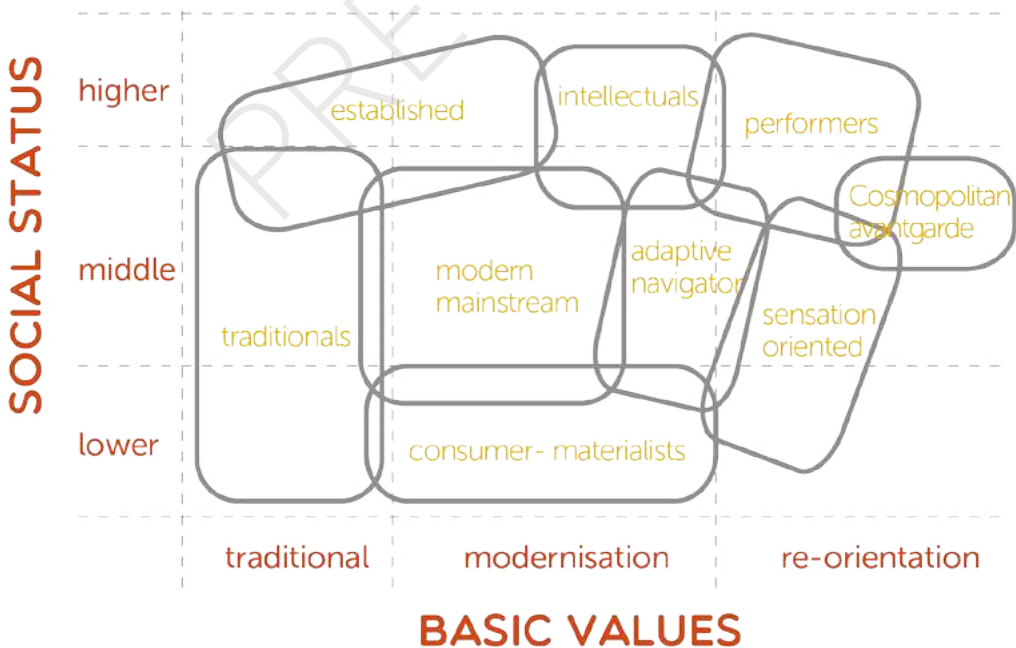 SOCIAL STATUS
higher
middle
lower
established
intellectuals
performers
Cosmopolitan
avantgarde
modern
mainstream
adaptive
navigator
traditionals
sensation
oriented
consumer- materialists
traditional
modernisation
re-orientation
BASIC VALUES